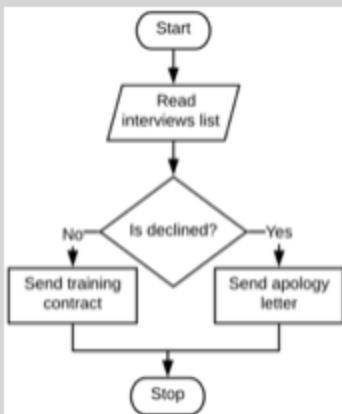 Start
Read
interviews list
Is declined?
No
Yes
Send training
contract
Send apology
letter
Stop